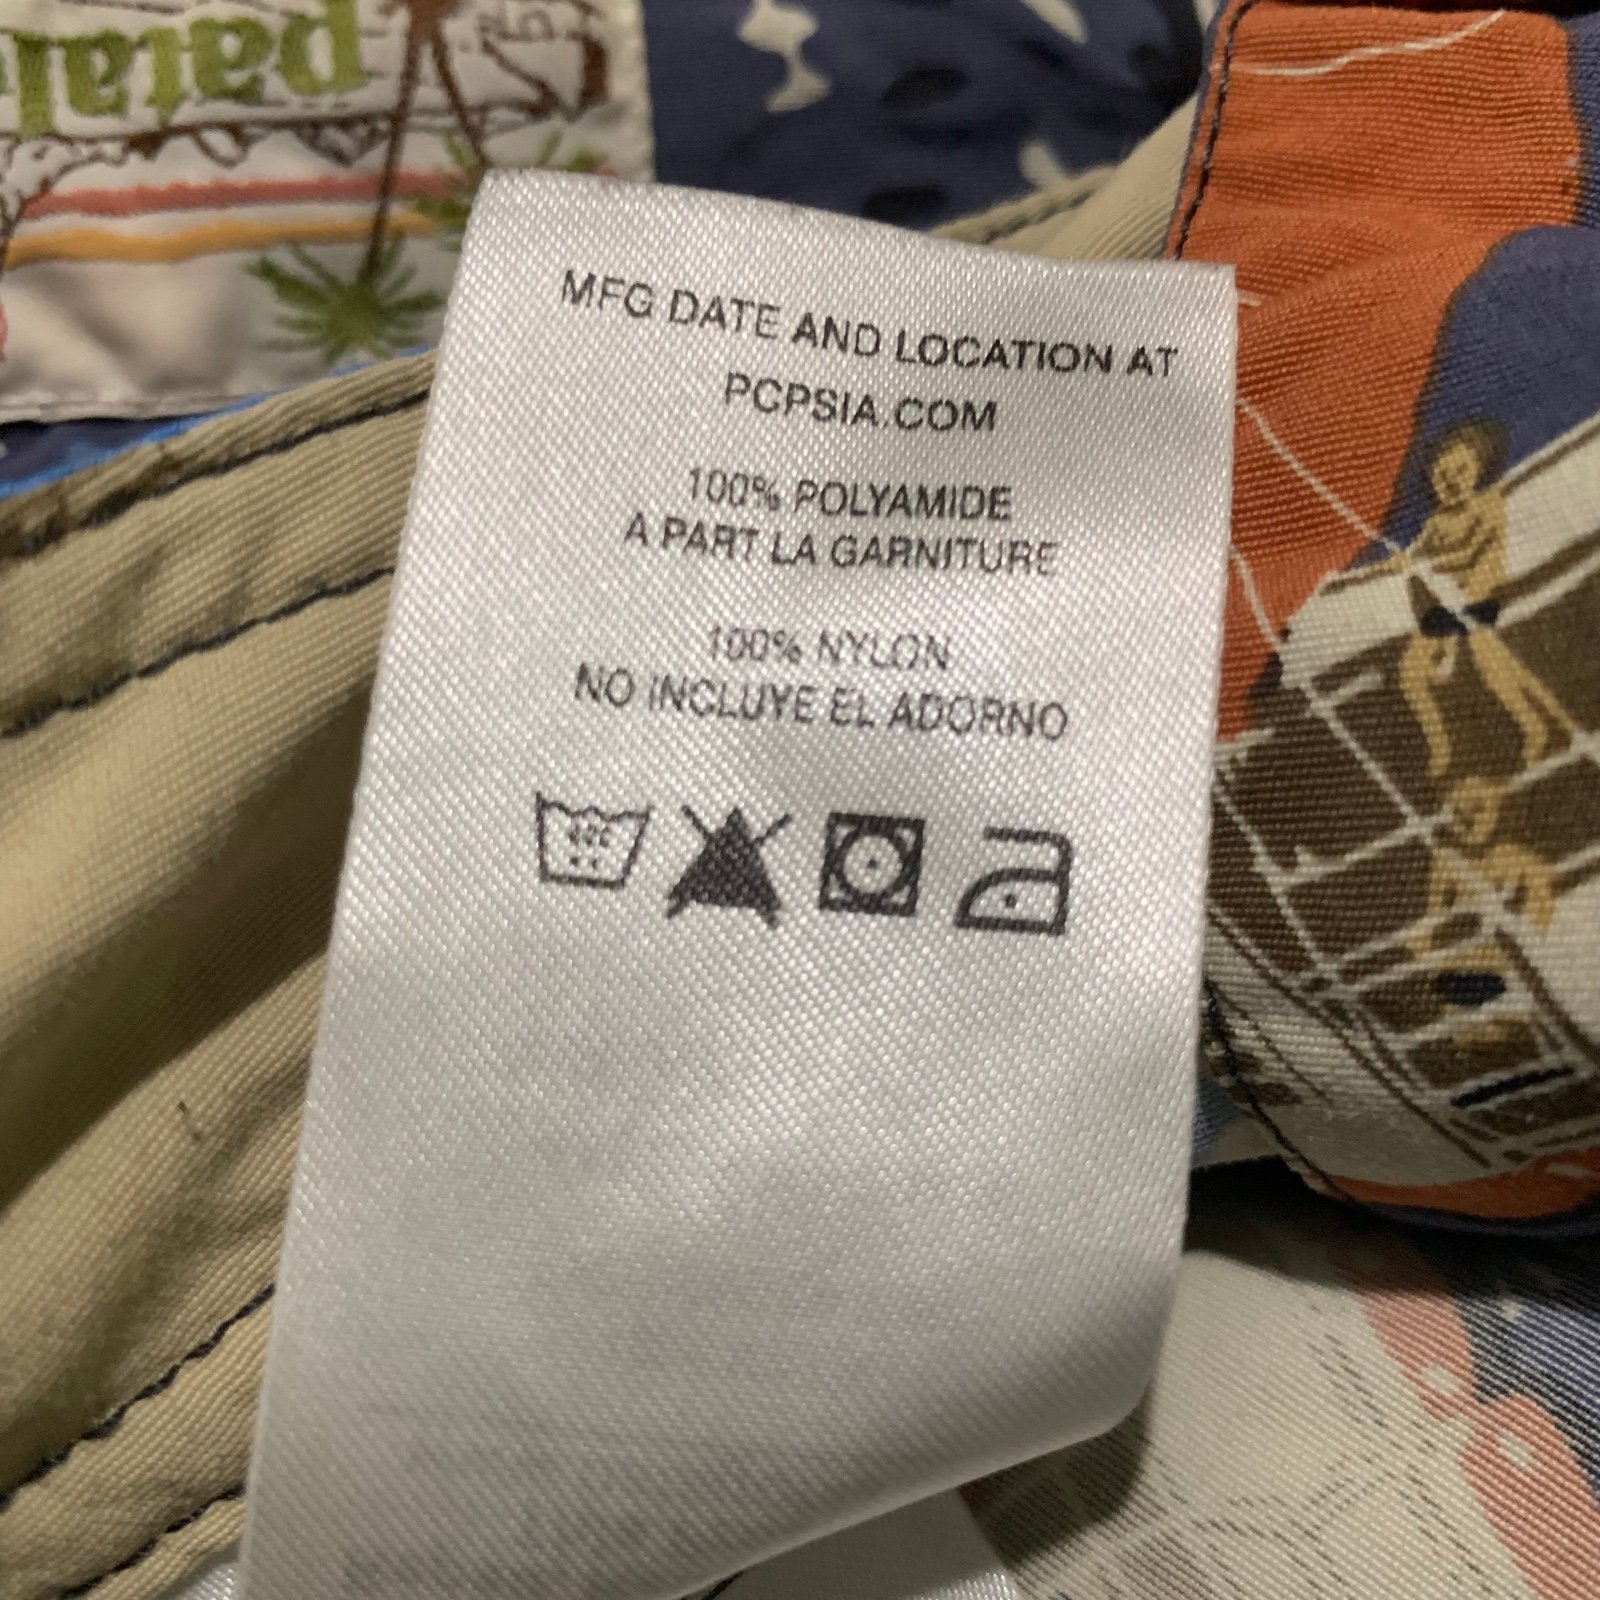 MFG DATE AND LOCATION AT
PCPSIA.COM
100% POLYAMIDE
A PART LA GARNITURE
100% NYLON
NO INCLUYE EL ADORNO